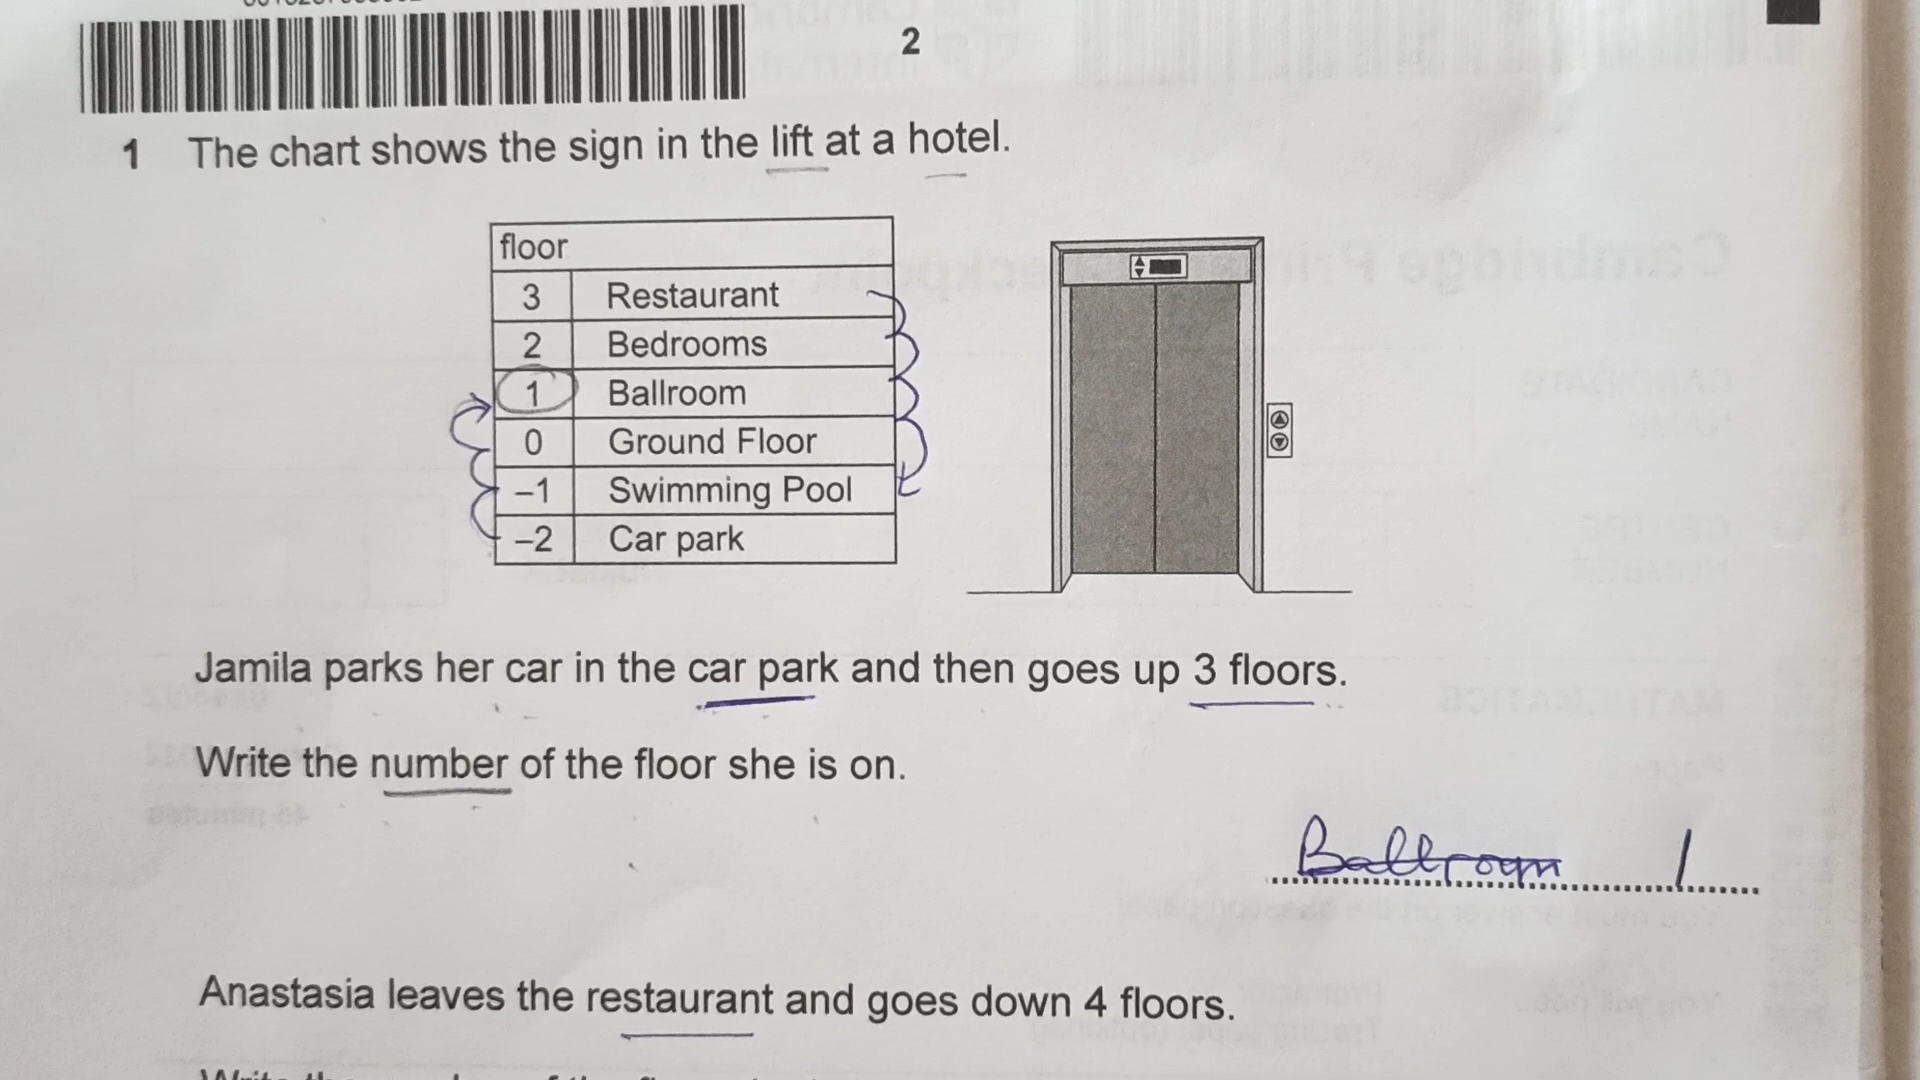 2
1 The chart shows the sign in the lift at a hotel.
floor
3 Restaurant
2 Bedrooms
1 Ballroom
0 Ground Floor
–1 Swimming Pool
–2 Car park
Jamila parks her car in the car park and then goes up 3 floors.
Write the number of the floor she is on.
Ballroom 1
Anastasia leaves the restaurant and goes down 4 floors.